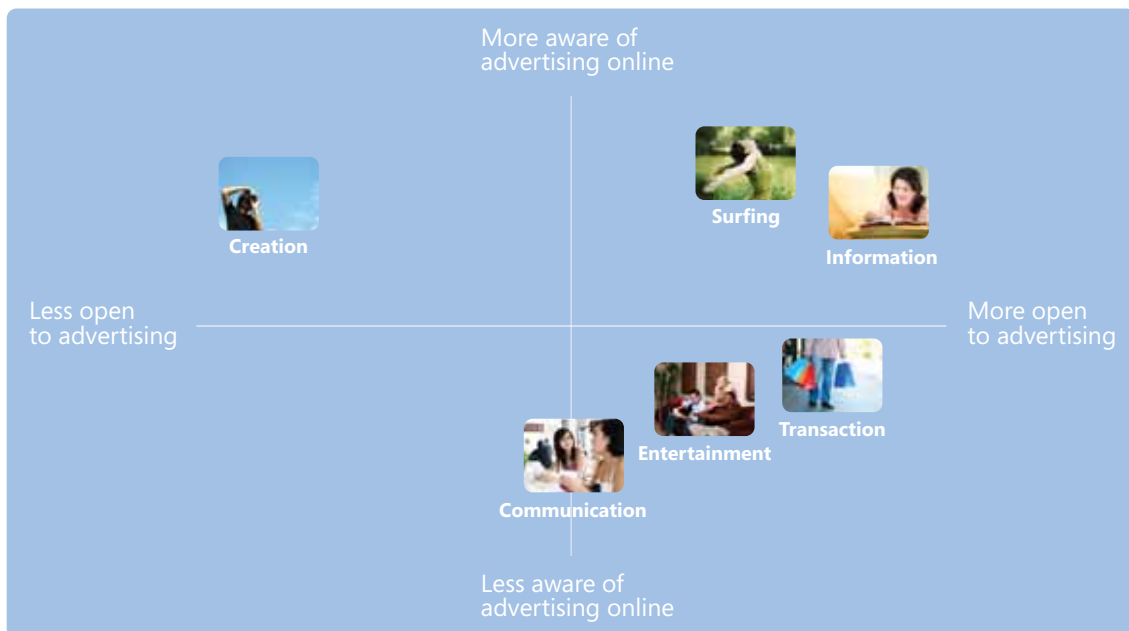 More aware of
advertising online
Surfing
Creation
Information
Less open
to advertising
More open
to advertising
Transaction
Entertainment
Communication
Less aware of
advertising online